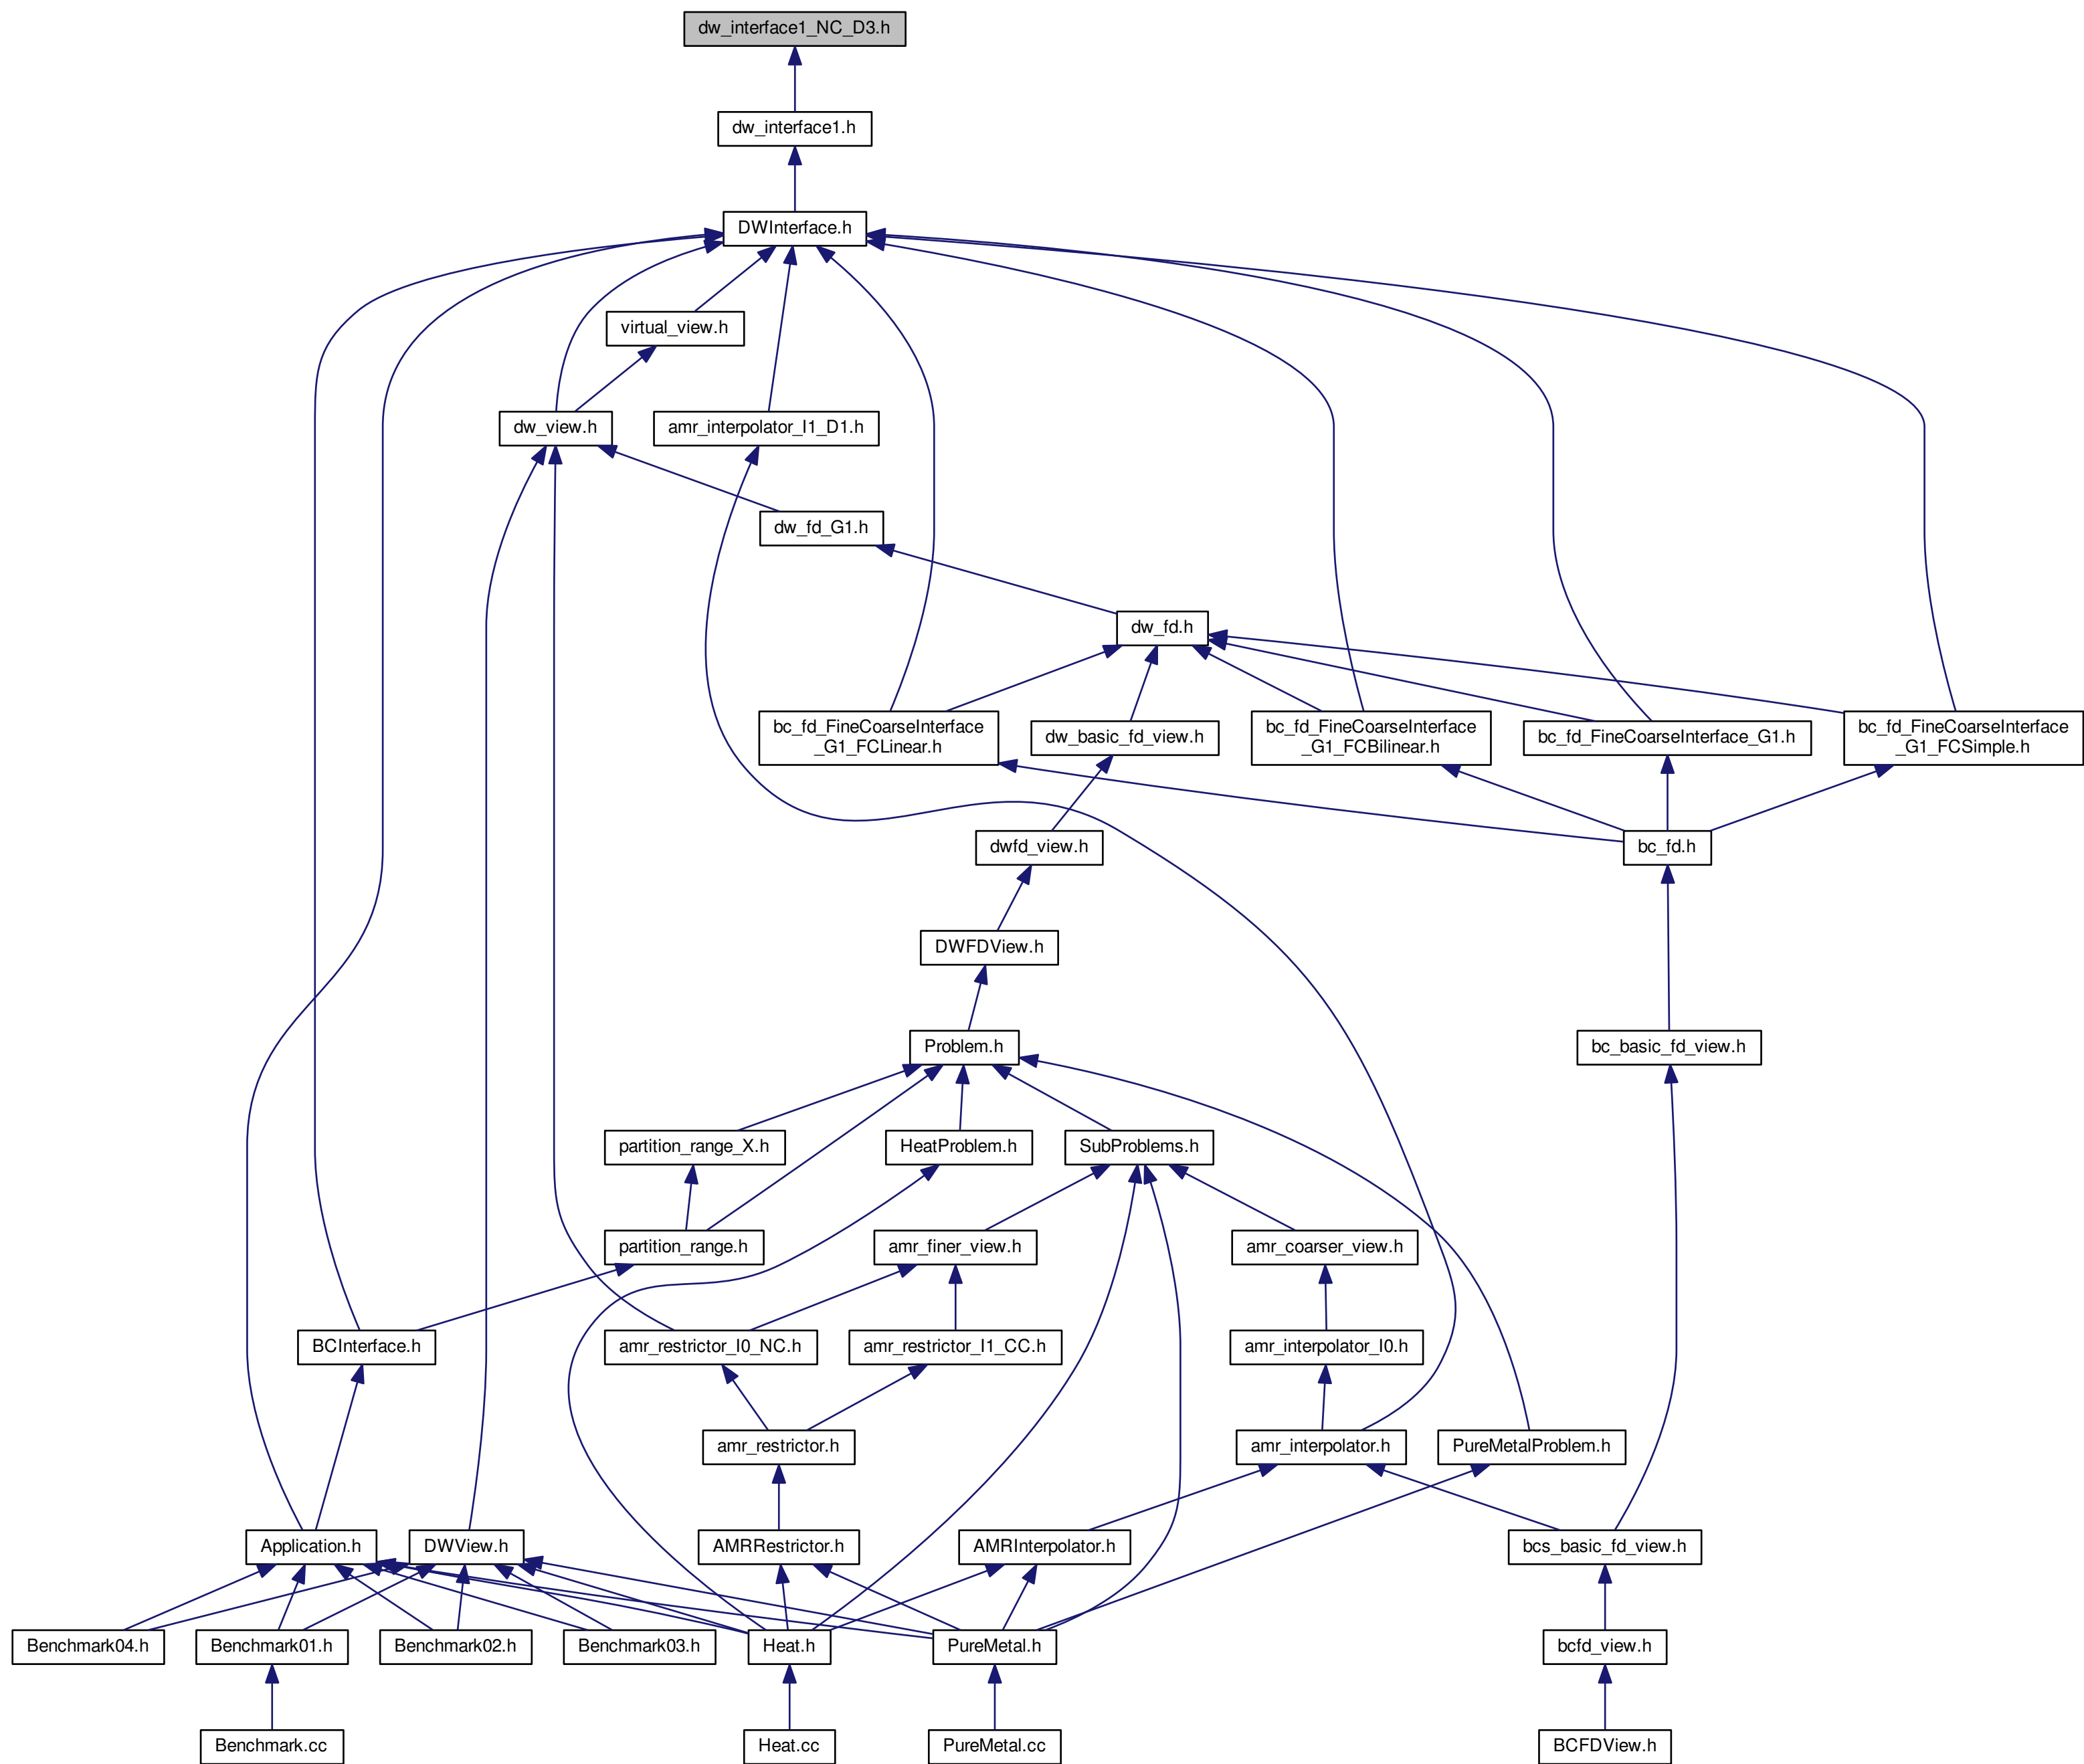 dw_interface1_NC_D3.h
dw_interface1.h
DWInterface.h
virtual_view.h
dw_view.h
amr_interpolator_I1_D1.h
dw_fd_G1.h
dw_fd.h
bc_fd_FineCoarseInterface
_G1_FCLinear.h
dw_basic_fd_view.h
bc_fd_FineCoarseInterface
_G1_FCBilinear.h
bc_fd_FineCoarseInterface_G1.h
bc_fd_FineCoarseInterface
_G1_FCSimple.h
dwfd_view.h
bc_fd.h
DWFDView.h
Problem.h
bc_basic_fd_view.h
partition_range_X.h
HeatProblem.h
SubProblems.h
partition_range.h
amr_finer_view.h
amr_coarser_view.h
BCInterface.h
amr_restrictor_I0_NC.h
amr_restrictor_I1_CC.h
amr_interpolator_I0.h
amr_restrictor.h
amr_interpolator.h
PureMetalProblem.h
Application.h
DWView.h
AMRRestrictor.h
AMRInterpolator.h
bcs_basic_fd_view.h
Benchmark04.h
Benchmark01.h
Benchmark02.h
Benchmark03.h
Heat.h
PureMetal.h
bcfd_view.h
Benchmark.cc
Heat.cc
PureMetal.cc
BCFDView.h